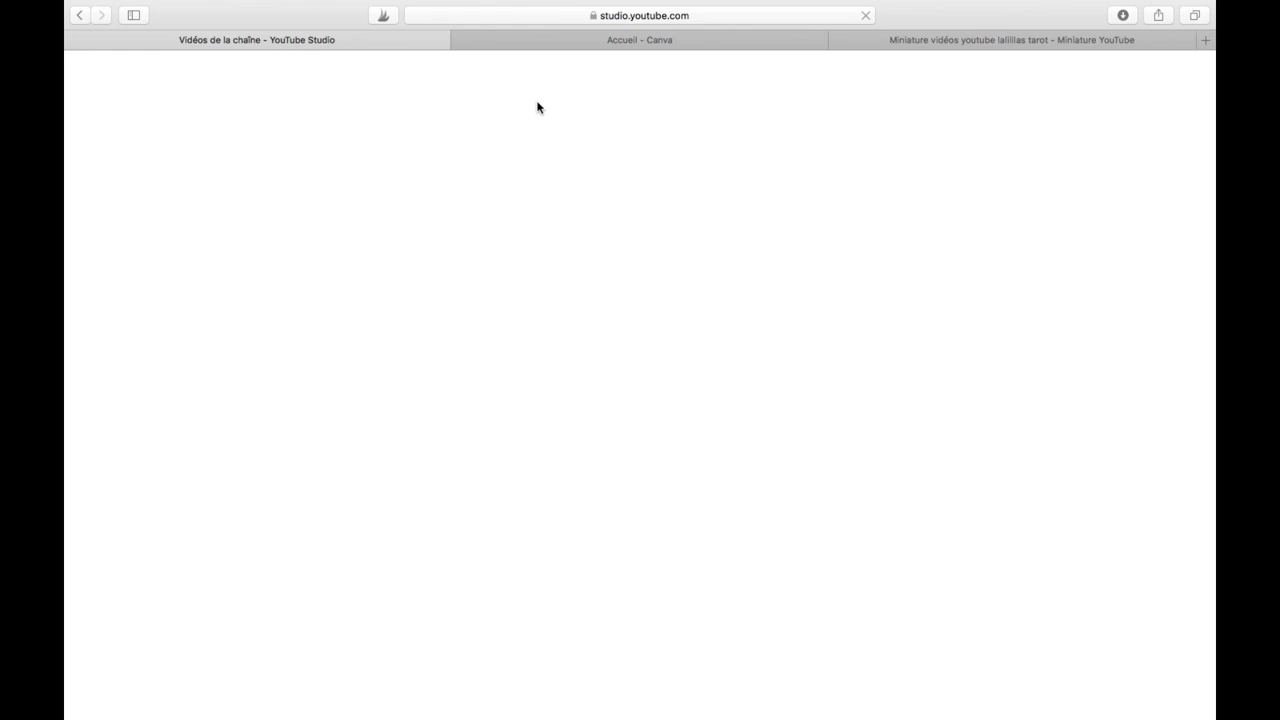 studio.youtube.com
Vidéos de la chaîne - YouTube Studio
Accueil - Canva
Miniature vidéos youtube lalillas tarot - Miniature YouTube